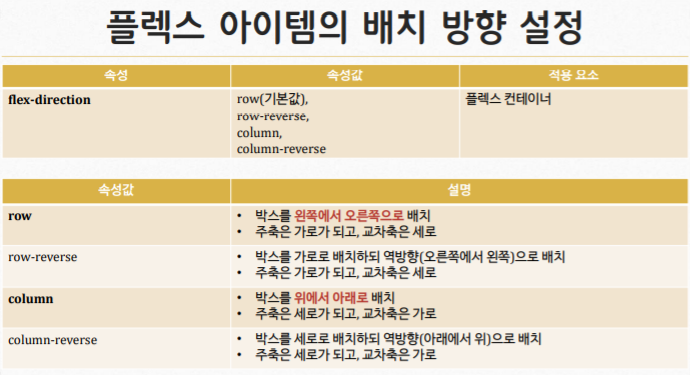 플렉스 아이템의 배치 방향 설정
속성 속성값 적용 요소
flex-direction row(기본값), 플렉스 컨테이너
row-reverse,
column,
column-reverse
속성값 설명
row • 박스를 왼쪽에서 오른쪽으로 배치
• 주축은 가로가 되고, 교차축은 세로
row-reverse • 박스를 가로로 배치하되 역방향(오른쪽에서 왼쪽)으로 배치
• 주축은 가로가 되고, 교차축은 세로
column • 박스를 위에서 아래로 배치
• 주축은 세로가 되고, 교차축은 가로
column-reverse • 박스를 세로로 배치하되 역방향(아래에서 위)으로 배치
• 주축은 세로가 되고, 교차축은 가로